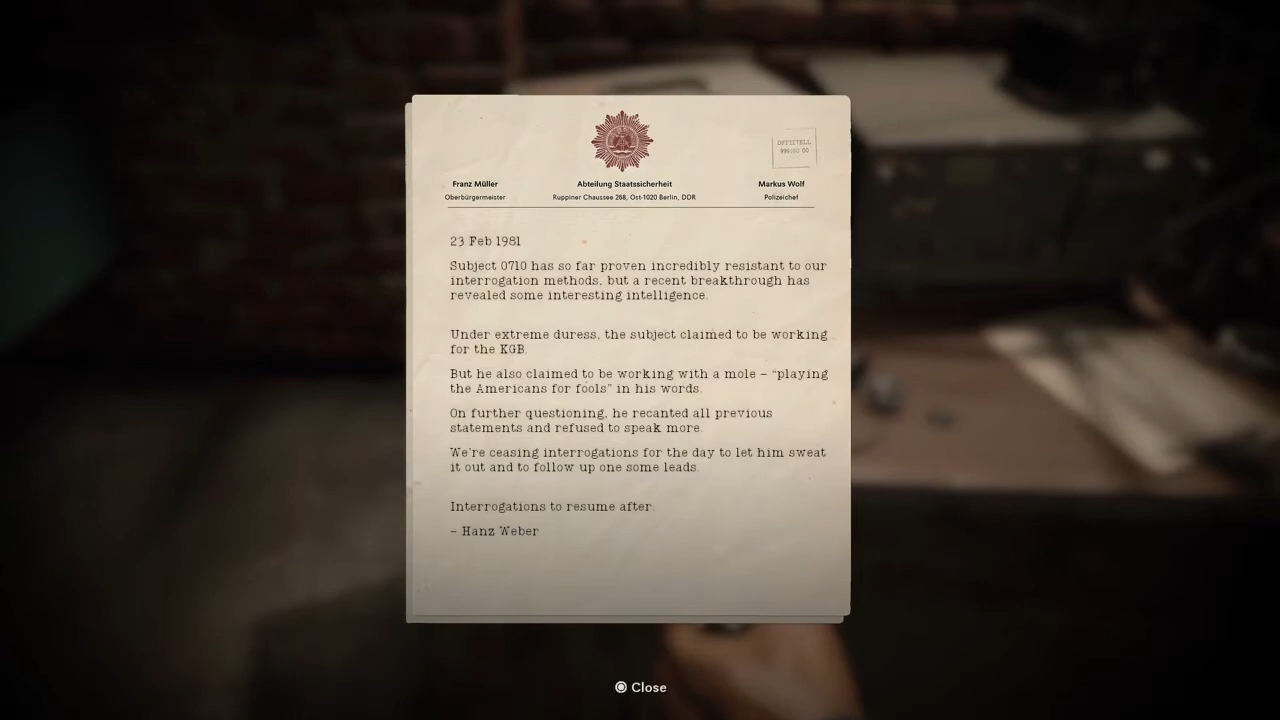 OFFIZIELL
Franz Müller
Oberbürgermeister
Abteilung Staatssicherheit
Ruppiner Chaussee 268, Ost-1020 Berlin, DDR
Markus Wolf
Polizeichef
23 Feb 1981
Subject 0710 has so far proven incredibly resistant to our
interrogation methods, but a recent breakthrough has
revealed some interesting intelligence.
Under extreme duress, the subject claimed to be working
for the KGB.
But he also claimed to be working with a mole – “playing
the Americans for fools” in his words.
On further questioning, he recanted all previous
statements and refused to speak more.
We're ceasing interrogations for the day to let him sweat
it out and to follow up one some leads.
Interrogations to resume after.
– Hanz Weber
Close